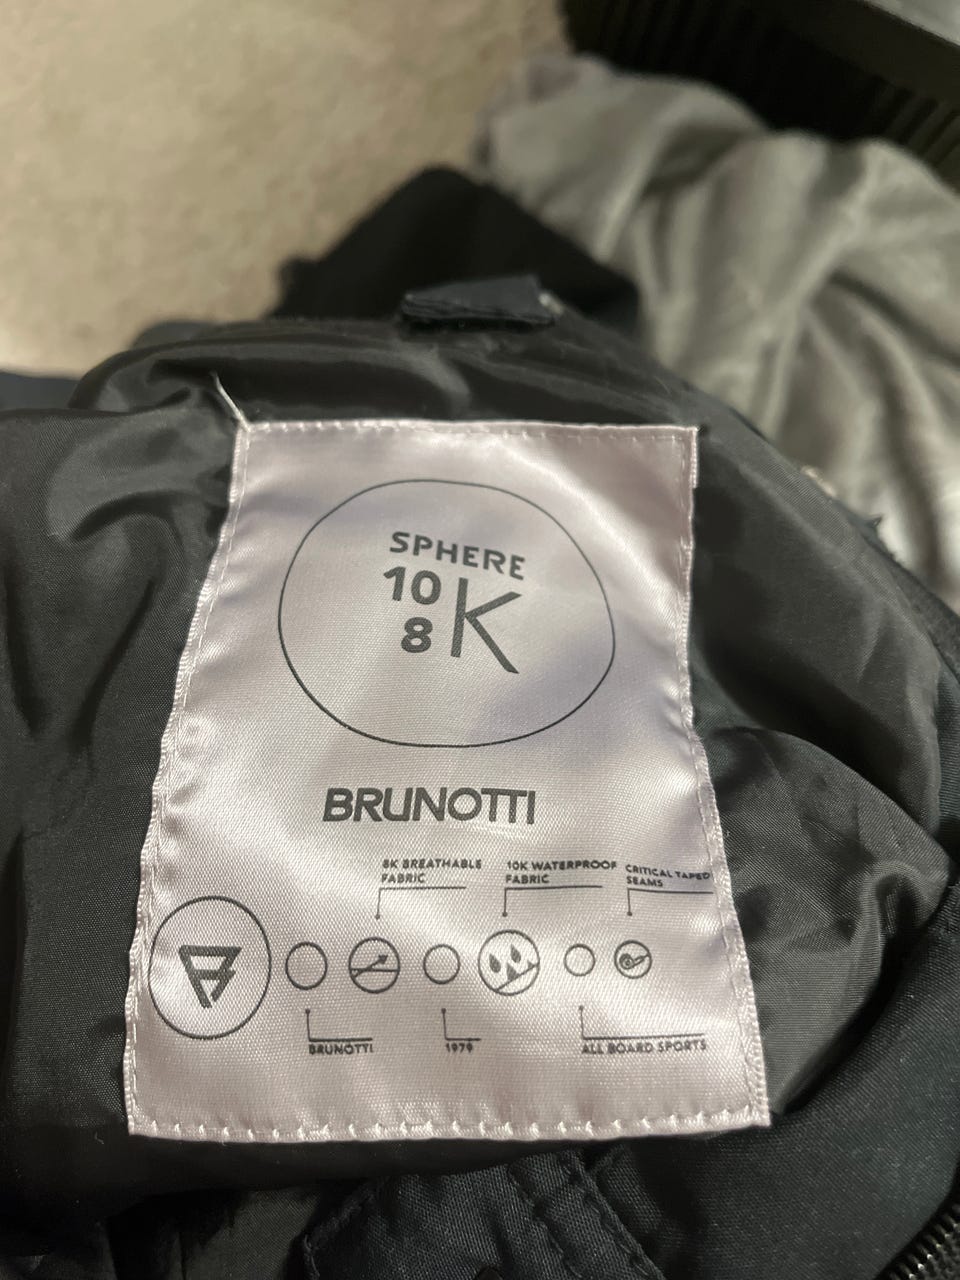 SPHERE
10
8 K
BRUNOTTI
8K BREATHABLE
FABRIC
10K WATERPROOF
FABRIC
CRITICAL TAPED
SEAMS
BRUNOTTI
1979
ALL BOARD SPORTS